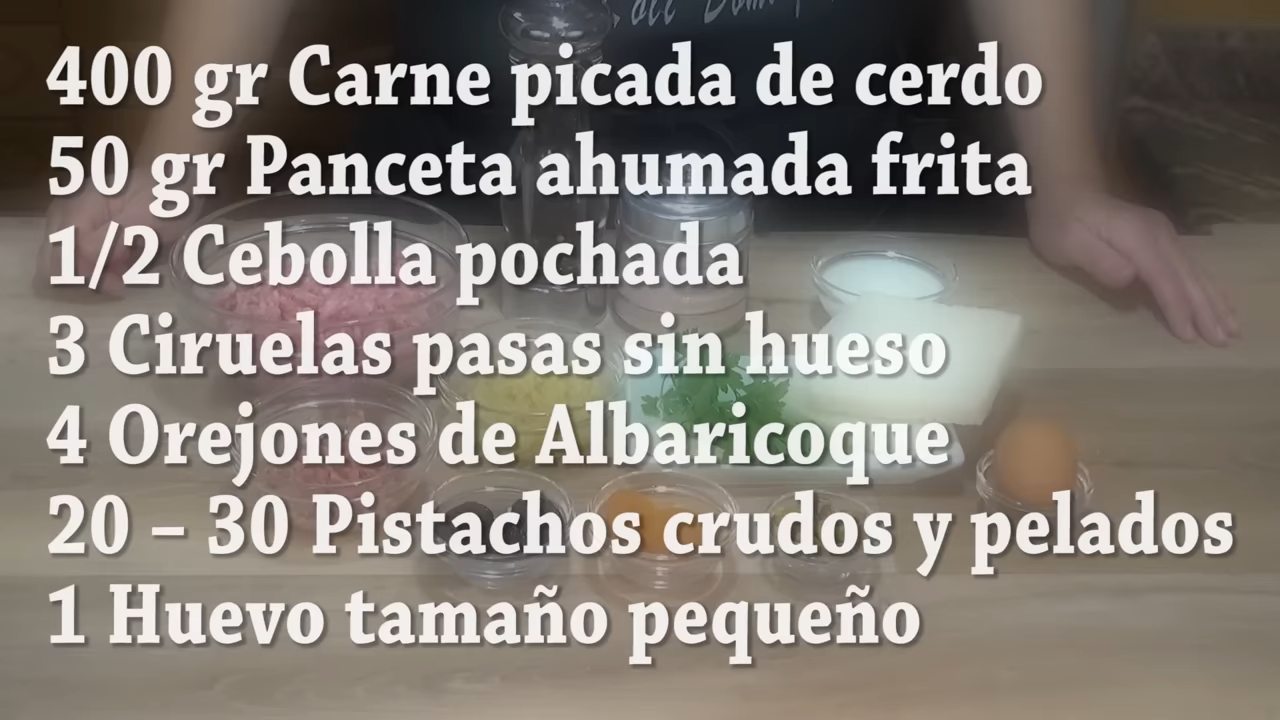 400 gr Carne picada de cerdo
50 gr Panceta ahumada frita
1/2 Cebolla pochada
3 Ciruelas pasas sin hueso
4 Orejones de Albaricoque
20 – 30 Pistachos crudos y pelados
1 Huevo tamaño pequeño